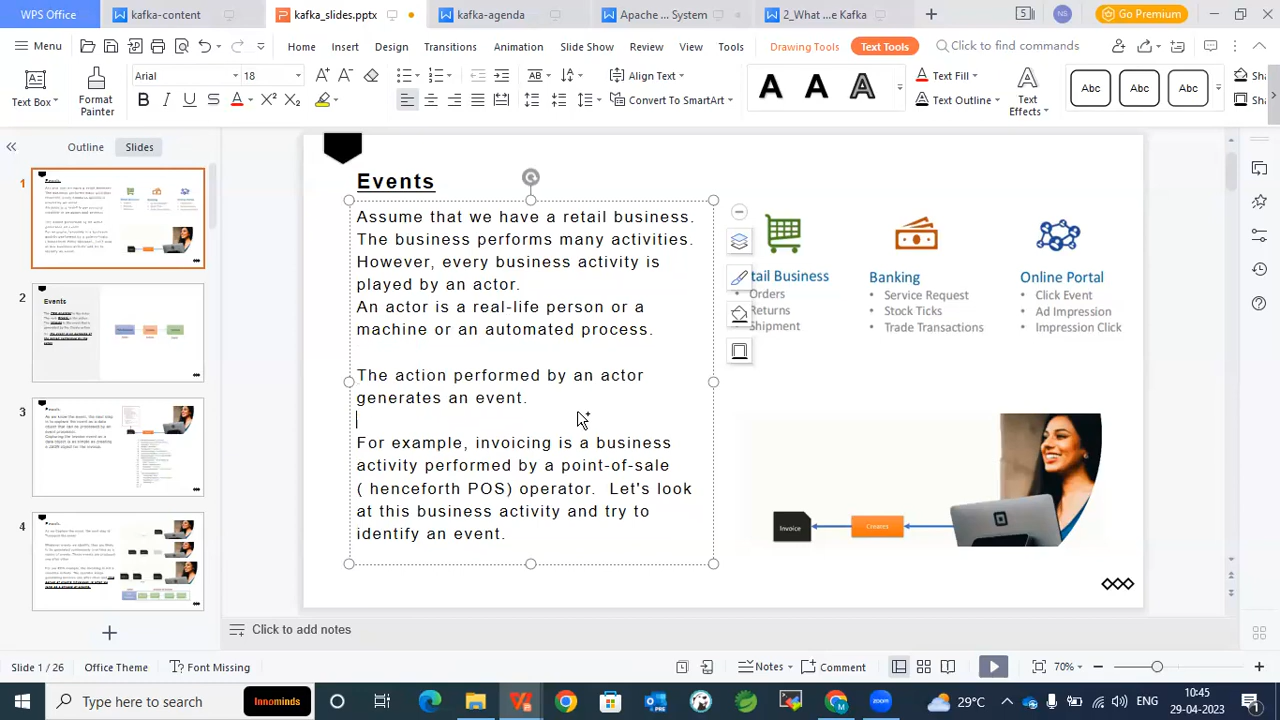 WPS Office
kafka-content
kafka_slides.pptx
kafka-agenda
Apache ... System
2_What ...e Kafka
NS
Go Premium
Menu
Home
Insert
Design
Transitions
Animation
Slide Show
Review
View
Tools
Drawing Tools
Text Tools
Click to find commands
Text Box
Format Painter
Arial
18
Align Text
Convert To SmartArt
Text Fill
Text Outline
Text Effects
Abc
Abc
Abc
Outline
Slides
1
2
3
4
Events
Assume that we have a retail business.
The business performs many activities.
However, every business activity is
played by an actor.
An actor is a real-life person or a
machine or an automated process.
The action performed by an actor
generates an event.
For example, invoicing is a business
activity performed by a point-of-sale
( henceforth POS) operator. Let's look
at this business activity and try to
identify an event.
tail Business
Orders
Returns
Shipment
Banking
• Service Request
• Stock Ticks
• Trade Transactions
Online Portal
• Click Event
• Ad Impression
• Impression Click
Invoice
Creates
Click to add notes
Slide 1 / 26
Office Theme
Font Missing
Notes
Comment
70%
Type here to search
Innominds
29°C
ENG
10:45
29-04-2023